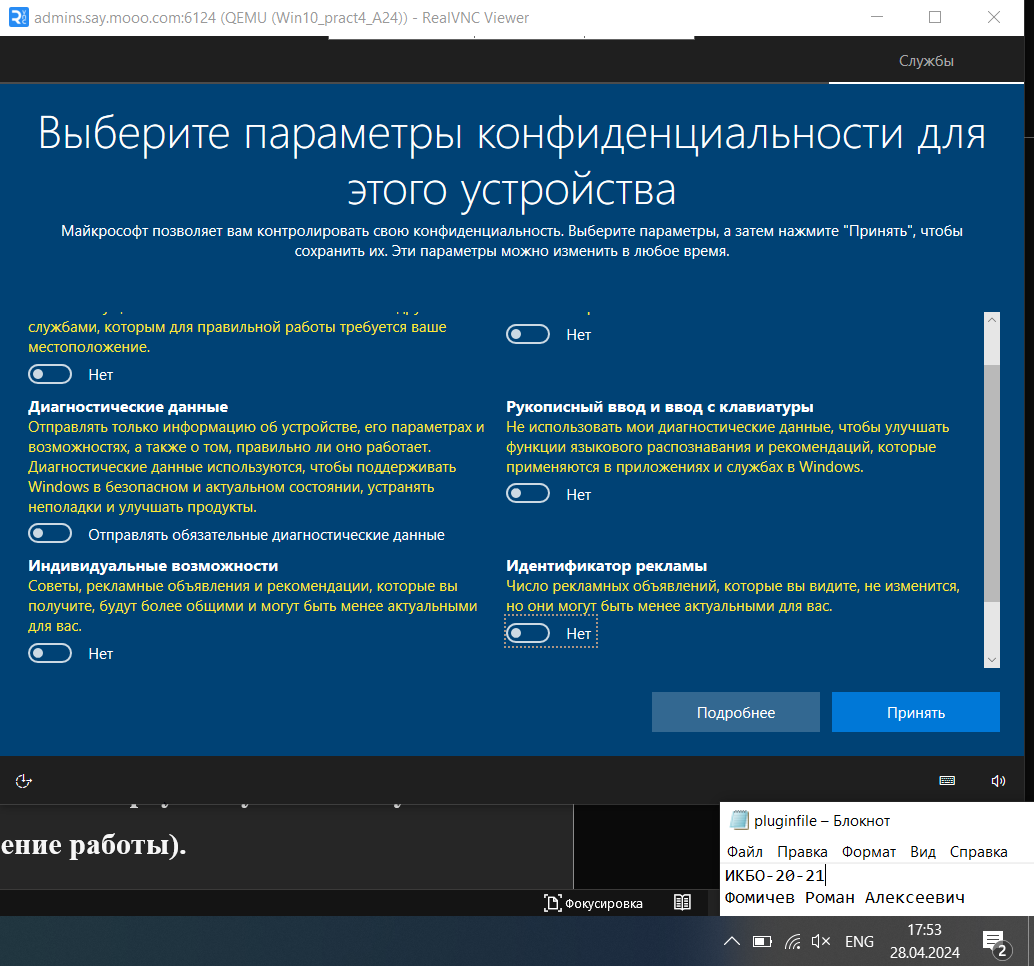 admins.say.mooo.com:6124 (QEMU (Win10_pract4_A24)) - RealVNC Viewer
Службы
Выберите параметры конфиденциальности для
этого устройства
Майкрософт позволяет вам контролировать свою конфиденциальность. Выберите параметры, а затем нажмите "Принять", чтобы
сохранить их. Эти параметры можно изменить в любое время.
службами, которым для правильной работы требуется ваше
местоположение.
Нет
Нет
Диагностические данные
Отправлять только информацию об устройстве, его параметрах и
возможностях, а также о том, правильно ли оно работает.
Диагностические данные используются, чтобы поддерживать
Windows в безопасном и актуальном состоянии, устранять
неполадки и улучшать продукты.
Отправлять обязательные диагностические данные
Рукописный ввод и ввод с клавиатуры
Не использовать мои диагностические данные, чтобы улучшать
функции языкового распознавания и рекомендаций, которые
применяются в приложениях и службах в Windows.
Нет
Индивидуальные возможности
Советы, рекламные объявления и рекомендации, которые вы
получите, будут более общими и могут быть менее актуальными
для вас.
Нет
Идентификатор рекламы
Число рекламных объявлений, которые вы видите, не изменится,
но они могут быть менее актуальными для вас.
Нет
Подробнее
Принять
ение работы).
Фокусировка
pluginfile – Блокнот
Файл Правка Формат Вид Справка
ИКБО-20-21
Фомичев Роман Алексеевич
ENG
17:53
28.04.2024
2